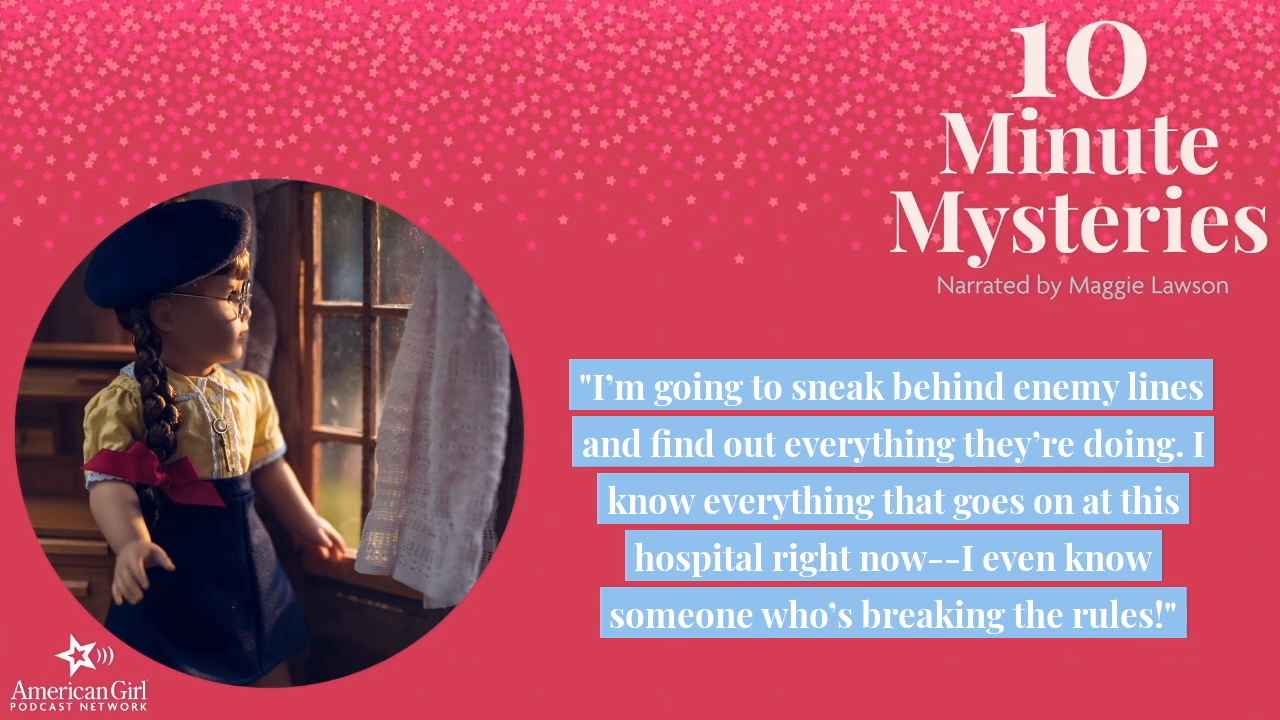 10
Minute
Mysteries
Narrated by Maggie Lawson
"I’m going to sneak behind enemy lines
and find out everything they’re doing. I
know everything that goes on at this
hospital right now--I even know
someone who’s breaking the rules!"
American Girl
PODCAST NETWORK